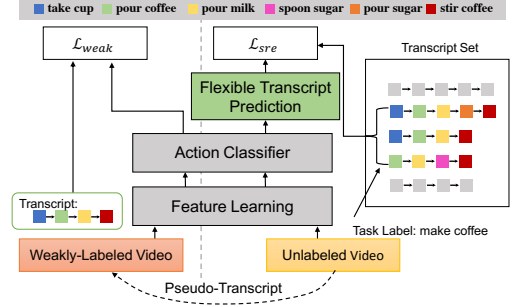 take cup pour coffee pour milk spoon sugar pour sugar stir coffee
ℒweak
ℒsre
Transcript Set
Flexible Transcript
Prediction
Action Classifier
Transcript:
Feature Learning
Task Label: make coffee
Weakly-Labeled Video
Unlabeled Video
Pseudo-Transcript